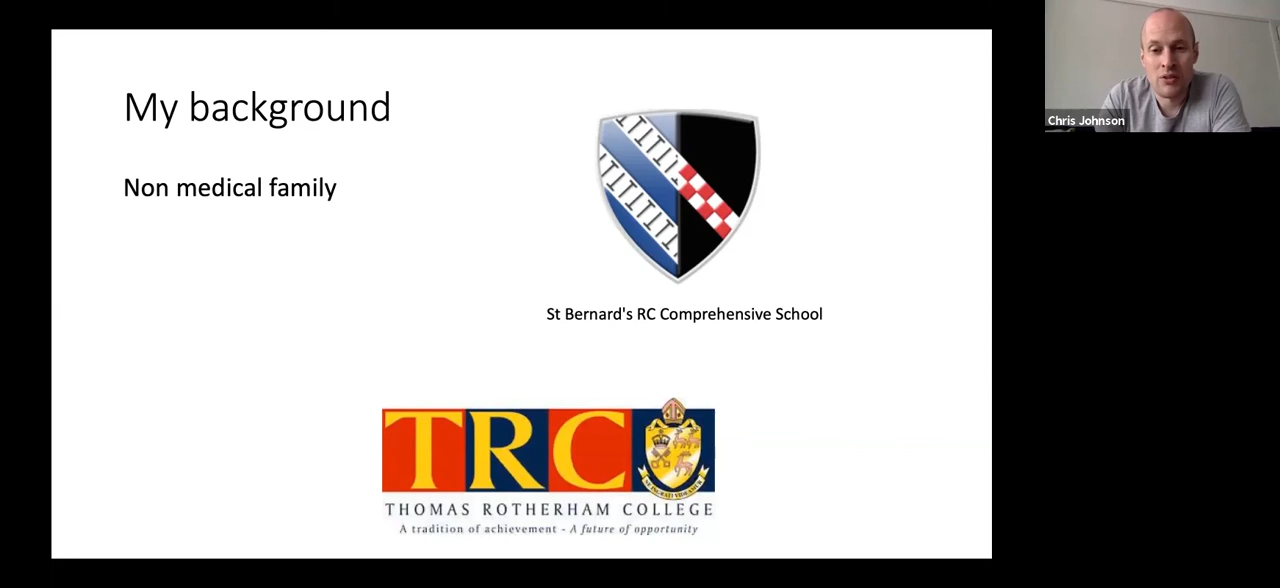 My background
Chris Johnson
Non medical family
St Bernard's RC Comprehensive School
TRC
THOMAS ROTHERHAM COLLEGE
A tradition of achievement - A future of opportunity